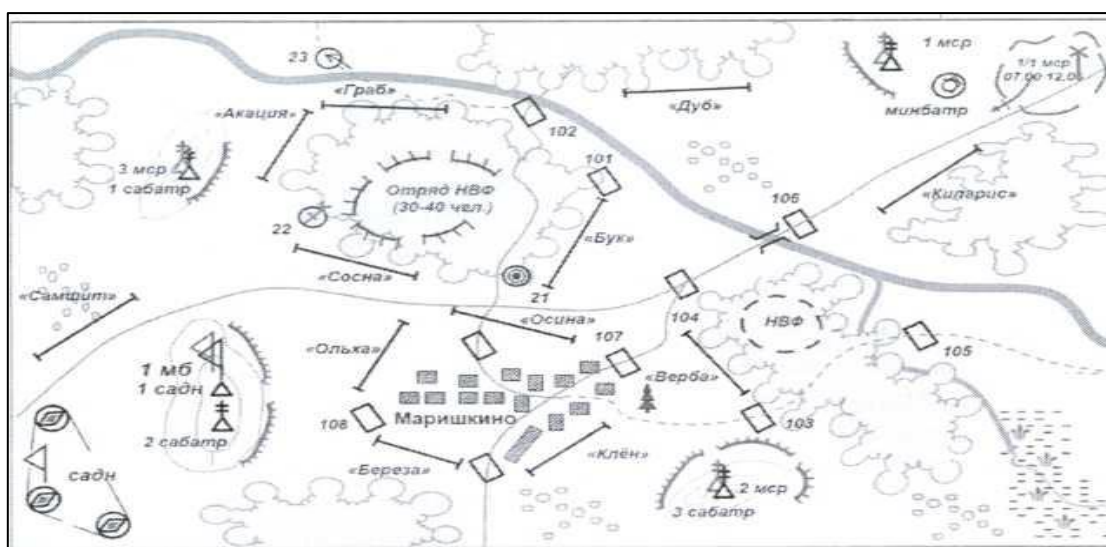 23
«Граб»
«Акация»
102
«Дуб»
1 мср
минбатр
1/1 мср
07.00 12.0
3 мср
1 сабатр
Отряд НВФ
(30-40 чел.)
101
22
«Бук»
106
«Кипарис»
«Сосна»
21
«Самшит»
«Осина»
104
НВФ
«Ольха»
107
105
1 мб
1 садн
«Верба»
Маришкино
108
103
2 сабатр
садн
«Береза»
«Клён»
2 мср
3 сабатр